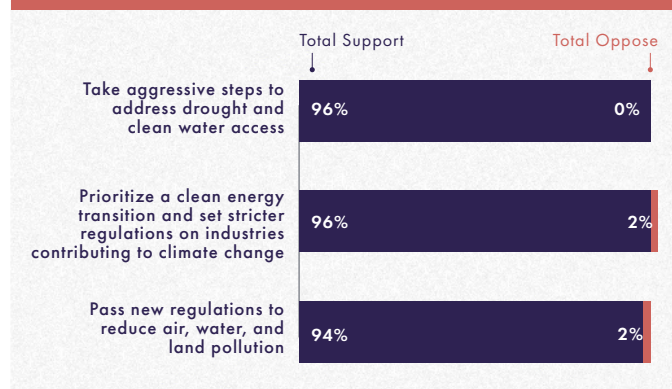 Total Support
Total Oppose
Take aggressive steps to
address drought and
clean water access
96%
0%
Prioritize a clean energy
transition and set stricter
regulations on industries
contributing to climate change
96%
2%
Pass new regulations to
reduce air, water, and
land pollution
94%
2%